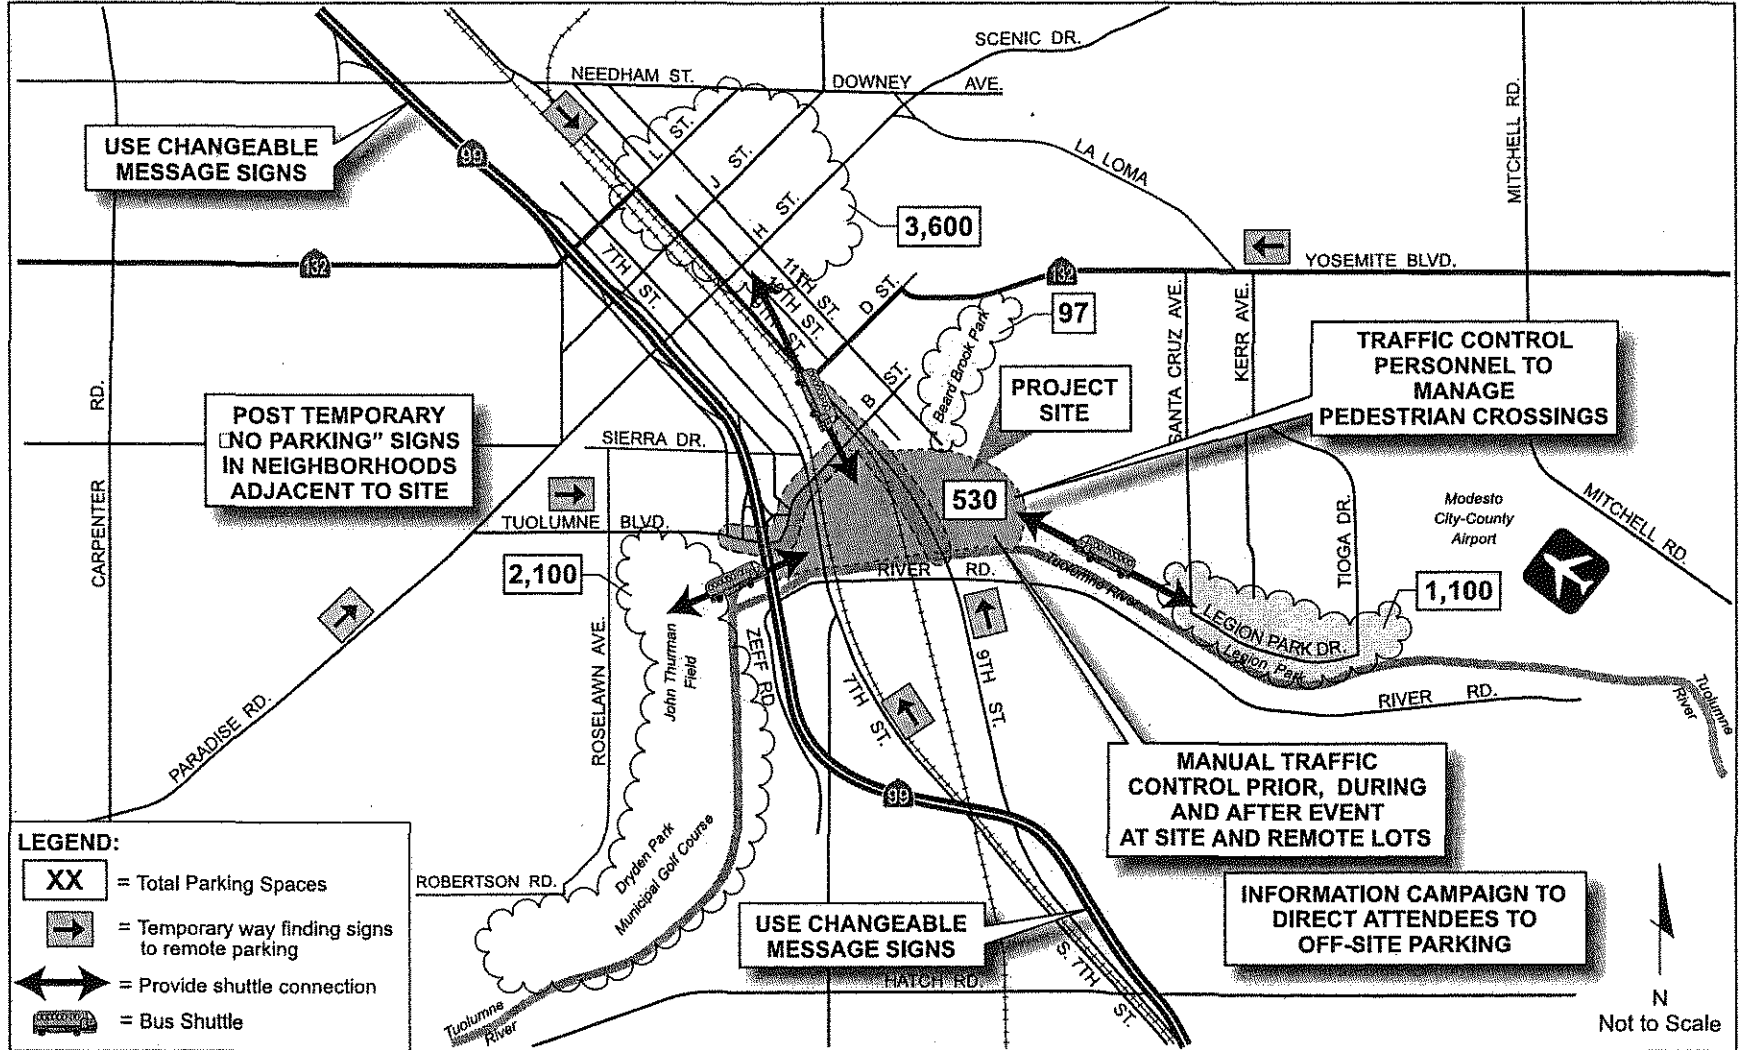 SCENIC DR.
NEEDHAM ST.
DOWNEY AVE.
MITCHELL RD.
USE CHANGEABLE
MESSAGE SIGNS
99
L ST.
J ST.
H ST.
LA LOMA
3,600
132
7TH ST.
11TH ST.
10TH ST.
9TH ST.
D ST.
132
YOSEMITE BLVD.
97
Beard Brook Park
SANTA CRUZ AVE.
KERR AVE.
TRAFFIC CONTROL
PERSONNEL TO
MANAGE
PEDESTRIAN CROSSINGS
PROJECT
SITE
B ST.
CARPENTER RD.
POST TEMPORARY
□NO PARKING" SIGNS
IN NEIGHBORHOODS
ADJACENT TO SITE
SIERRA DR.
530
TUOLUMNE BLVD.
TIOGA DR.
Modesto
City-County
Airport
MITCHELL RD.
2,100
RIVER RD.
Tuolumne River
1,100
LEGION PARK DR.
Legion Park
ROSELAWN AVE.
John Thurman
Field
ZEFF RD.
7TH ST.
9TH ST.
RIVER RD.
Tuolumne
River
PARADISE RD.
MANUAL TRAFFIC
CONTROL PRIOR, DURING
AND AFTER EVENT
AT SITE AND REMOTE LOTS
99
Dryden Park
Municipal Golf Course
ROBERTSON RD.
USE CHANGEABLE
MESSAGE SIGNS
INFORMATION CAMPAIGN TO
DIRECT ATTENDEES TO
OFF-SITE PARKING
HATCH RD.
S. 7TH ST.
Tuolumne
River
LEGEND:
XX = Total Parking Spaces
= Temporary way finding signs
to remote parking
= Provide shuttle connection
= Bus Shuttle
N
Not to Scale